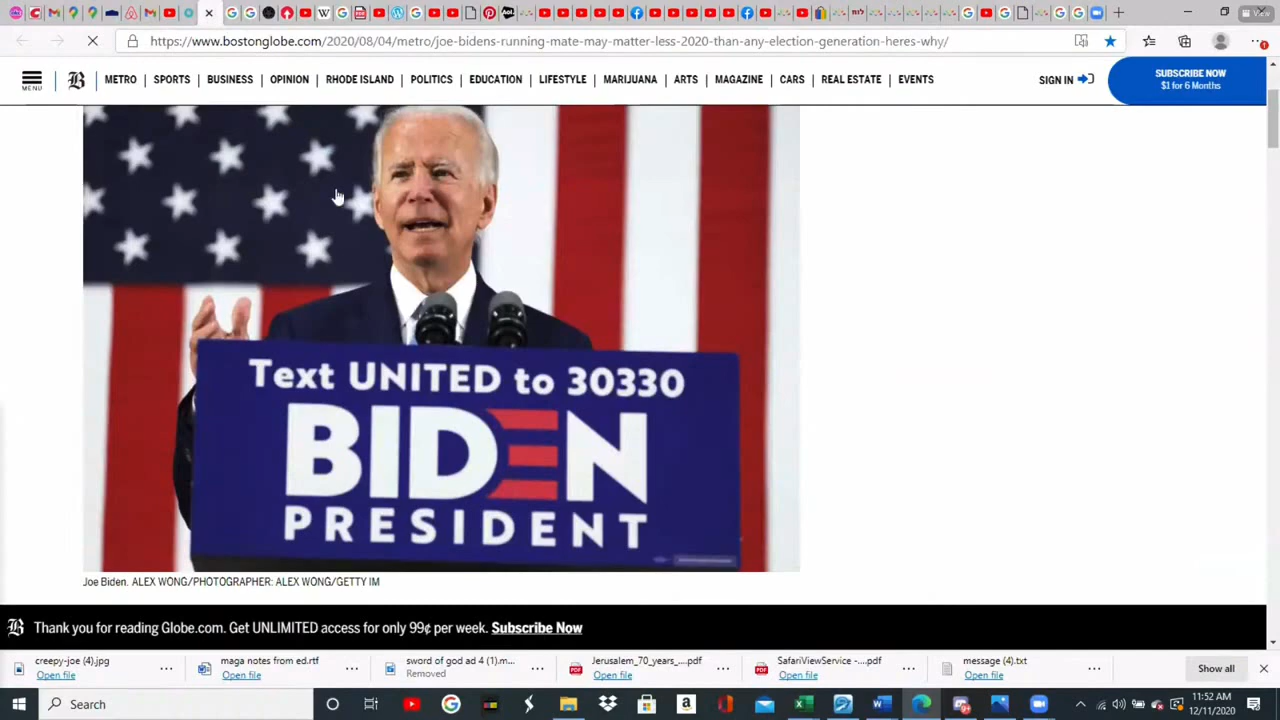 View
https://www.bostonglobe.com/2020/08/04/metro/joe-bidens-running-mate-may-matter-less-2020-than-any-election-generation-heres-why/
MENU
B
METRO | SPORTS | BUSINESS | OPINION | RHODE ISLAND | POLITICS | EDUCATION | LIFESTYLE | MARIJUANA | ARTS | MAGAZINE | CARS | REAL ESTATE | EVENTS
SIGN IN
SUBSCRIBE NOW
$1 for 6 Months
Text UNITED to 30330
BIDEN
PRESIDENT
Joe Biden. ALEX WONG/PHOTOGRAPHER: ALEX WONG/GETTY IM
B Thank you for reading Globe.com. Get UNLIMITED access for only 99¢ per week. Subscribe Now
creepy-joe (4).jpg
Open file
maga notes from ed.rtf
Open file
sword of god ad 4 (1).m...
Removed
Jerusalem_70_years_....pdf
Open file
SafariViewService -....pdf
Open file
message (4).txt
Open file
Show all
Search
11:52 AM
12/11/2020